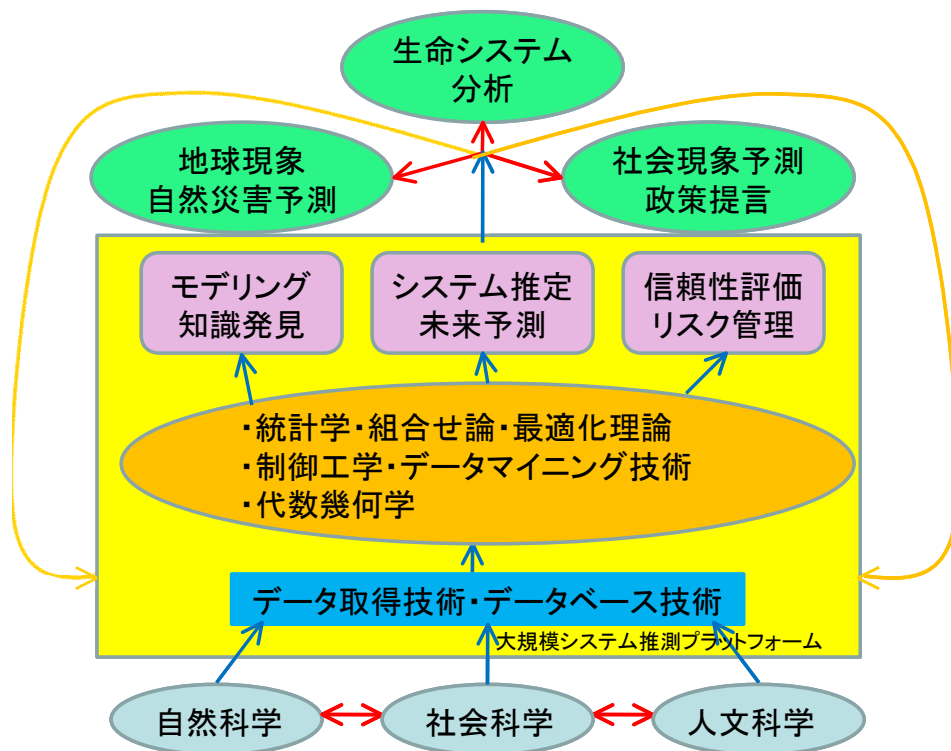 生命システム
分析
地球現象
自然災害予測
社会現象予測
政策提言
モデリング
知識発見
システム推定
未来予測
信頼性評価
リスク管理
・統計学・組合せ論・最適化理論
・制御工学・データマイニング技術
・代数幾何学
データ取得技術・データベース技術
大規模システム推測プラットフォーム
自然科学
社会科学
人文科学